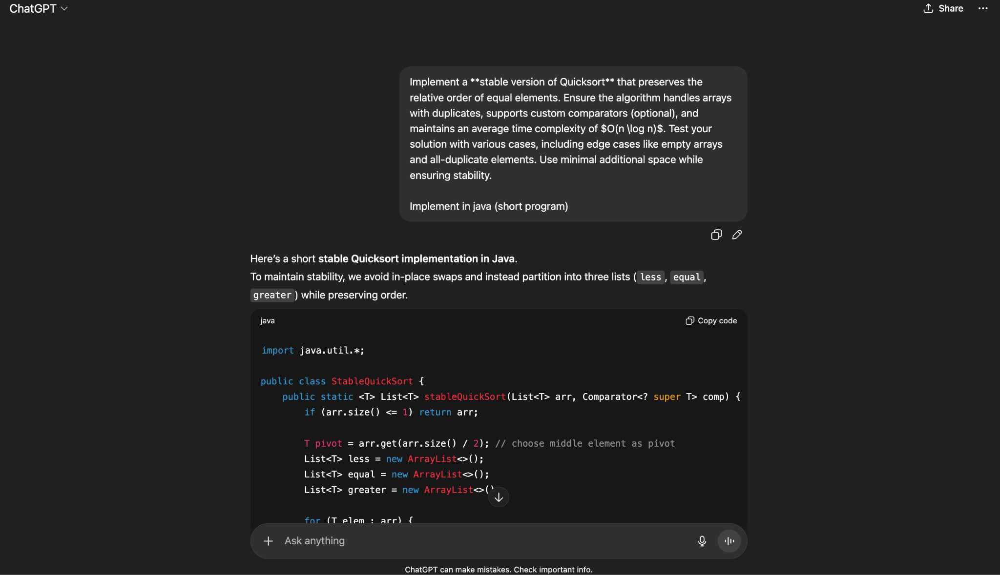 ChatGPT
Share
Implement a **stable version of Quicksort** that preserves the
relative order of equal elements. Ensure the algorithm handles arrays
with duplicates, supports custom comparators (optional), and
maintains an average time complexity of $O(n \log n)$. Test your
solution with various cases, including edge cases like empty arrays
and all-duplicate elements. Use minimal additional space while
ensuring stability.
Implement in java (short program)
Here’s a short stable Quicksort implementation in Java.
To maintain stability, we avoid in-place swaps and instead partition into three lists (less, equal,
greater) while preserving order.
java
Copy code
import java.util.*;
public class StableQuickSort {
public static <T> List<T> stableQuickSort(List<T> arr, Comparator<? super T> comp) {
if (arr.size() <= 1) return arr;
T pivot = arr.get(arr.size() / 2); // choose middle element as pivot
List<T> less = new ArrayList<>();
List<T> equal = new ArrayList<>();
List<T> greater = new ArrayList<>()
for (T elem : arr) {
Ask anything
ChatGPT can make mistakes. Check important info.